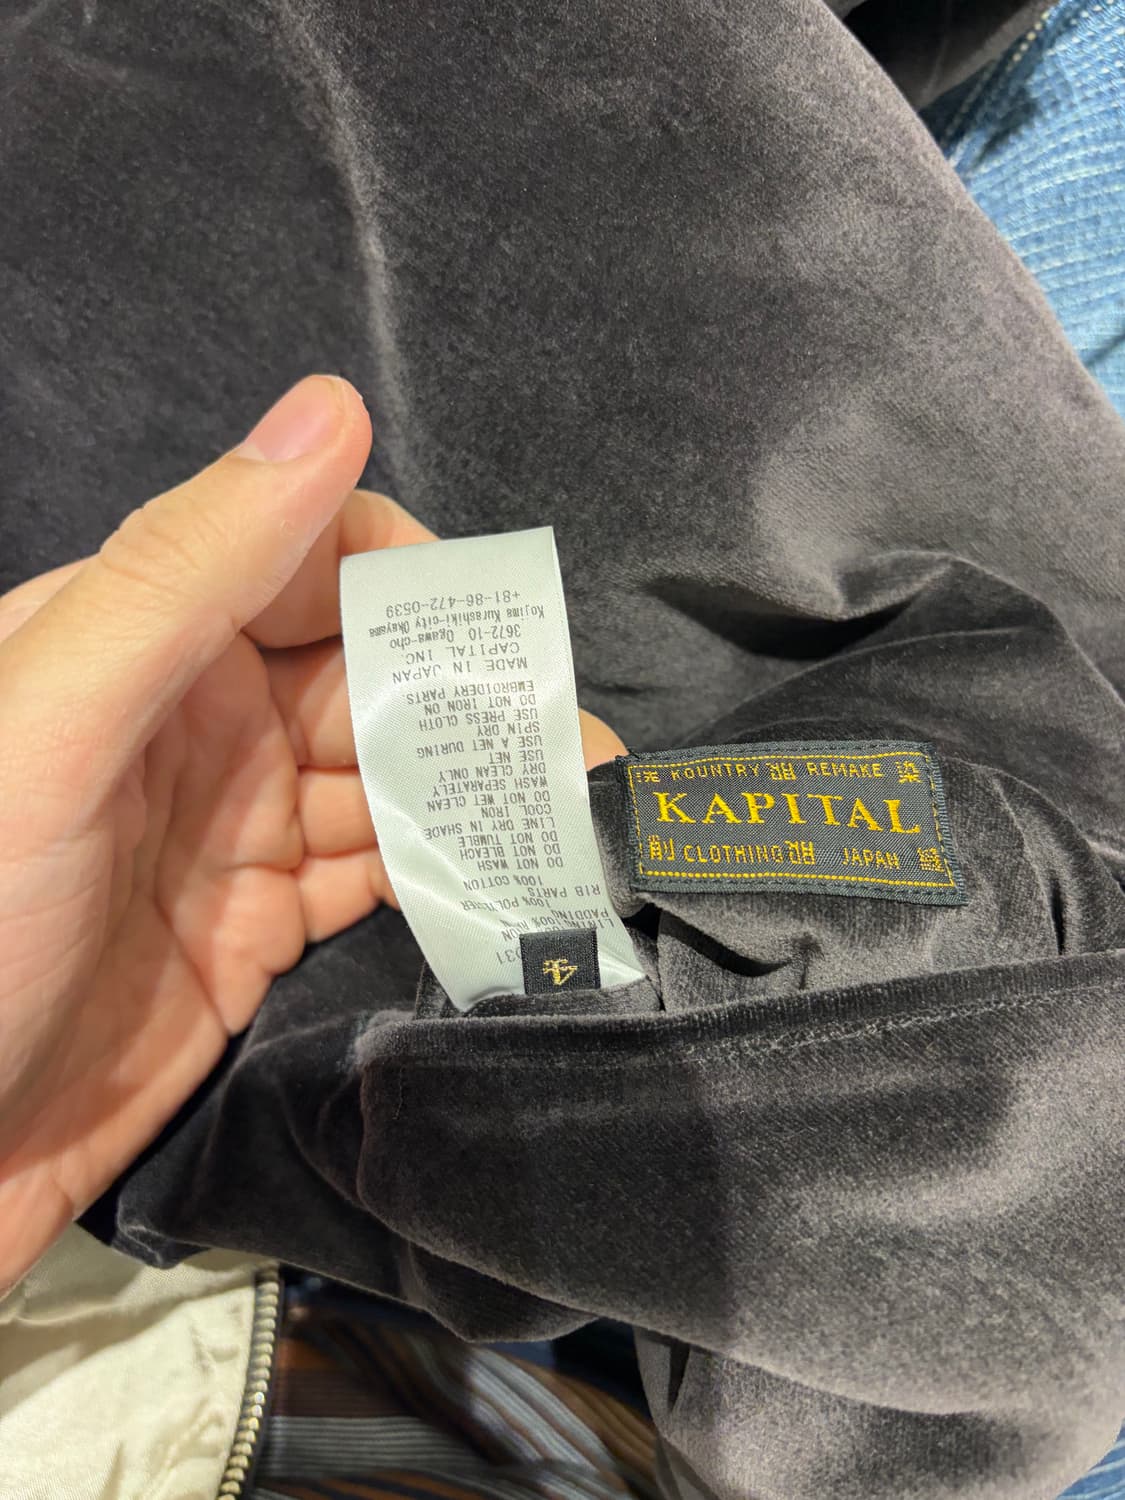 KOUNTRY REMAKE 染
KAPITAL
CLOTHING JAPAN
4
PADDING
100% POLYESTER
RIB PARTS
100% COTTON
DO NOT WASH
DO NOT BLEACH
DO NOT TUMBLE
LINE DRY IN SHADE
COOL IRON
DO NOT WET CLEAN
WASH SEPARATELY
DRY CLEAN ONLY
USE NET
USE A NET DURING
SPIN DRY
USE PRESS CLOTH
DO NOT IRON ON
EMBROIDERY PARTS
MADE IN JAPAN
CAPITAL INC.
3672-10 Ogawa-cho
Kojima Kurashiki-city Okayama
+81-86-472-0539